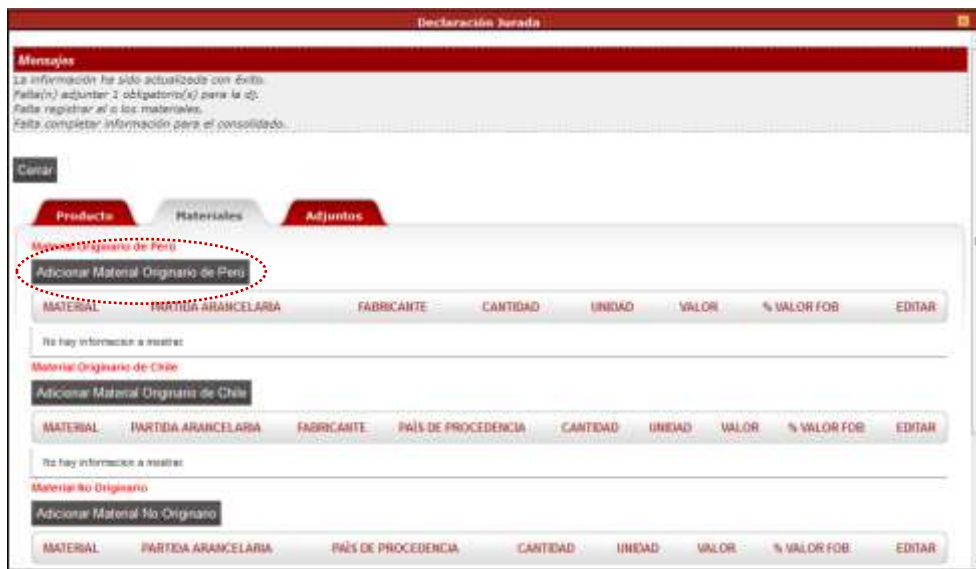 Declaración Jurada
Mensajes
La información ha sido actualizada con éxito.
Falta(n) adjuntar 1 obligatorio(s) para la dj.
Falta registrar el o los materiales.
Falta completar información para el consolidado.
Cerrar
Producto Materiales Adjuntos
Material Originario de Perú
Adicionar Material Originario de Perú
MATERIAL PARTIDA ARANCELARIA FABRICANTE CANTIDAD UNIDAD VALOR % VALOR FOB EDITAR
No hay informacion a mostrar.
Material Originario de Chile
Adicionar Material Originario de Chile
MATERIAL PARTIDA ARANCELARIA FABRICANTE PAÍS DE PROCEDENCIA CANTIDAD UNIDAD VALOR % VALOR FOB EDITAR
No hay informacion a mostrar.
Material No Originario
Adicionar Material No Originario
MATERIAL PARTIDA ARANCELARIA PAÍS DE PROCEDENCIA CANTIDAD UNIDAD VALOR % VALOR FOB EDITAR